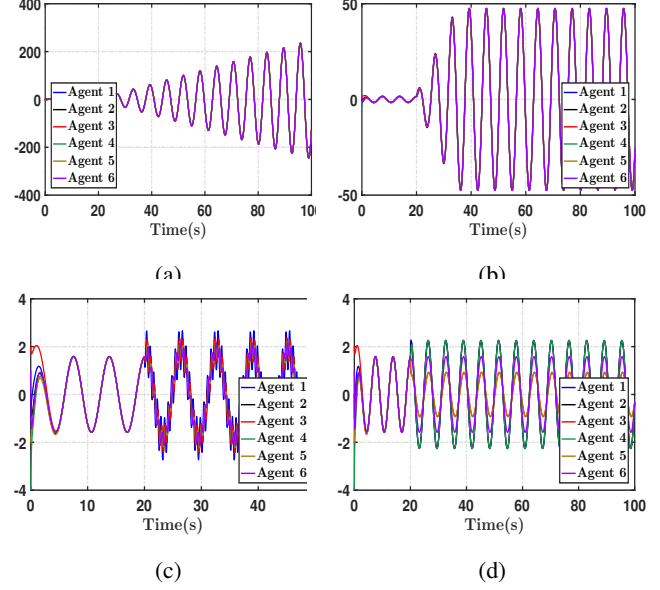 400
200
0
-200
-400
0 20 40 60 80 100
Agent 1
Agent 2
Agent 3
Agent 4
Agent 5
Agent 6
Time(s)
(a)
50
0
-50
0 20 40 60 80 100
Agent 1
Agent 2
Agent 3
Agent 4
Agent 5
Agent 6
Time(s)
(b)
4
2
0
-2
-4
0 10 20 30 40
Agent 1
Agent 2
Agent 3
Agent 4
Agent 5
Agent 6
Time(s)
(c)
4
2
0
-2
-4
0 20 40 60 80 100
Agent 1
Agent 2
Agent 3
Agent 4
Agent 5
Agent 6
Time(s)
(d)